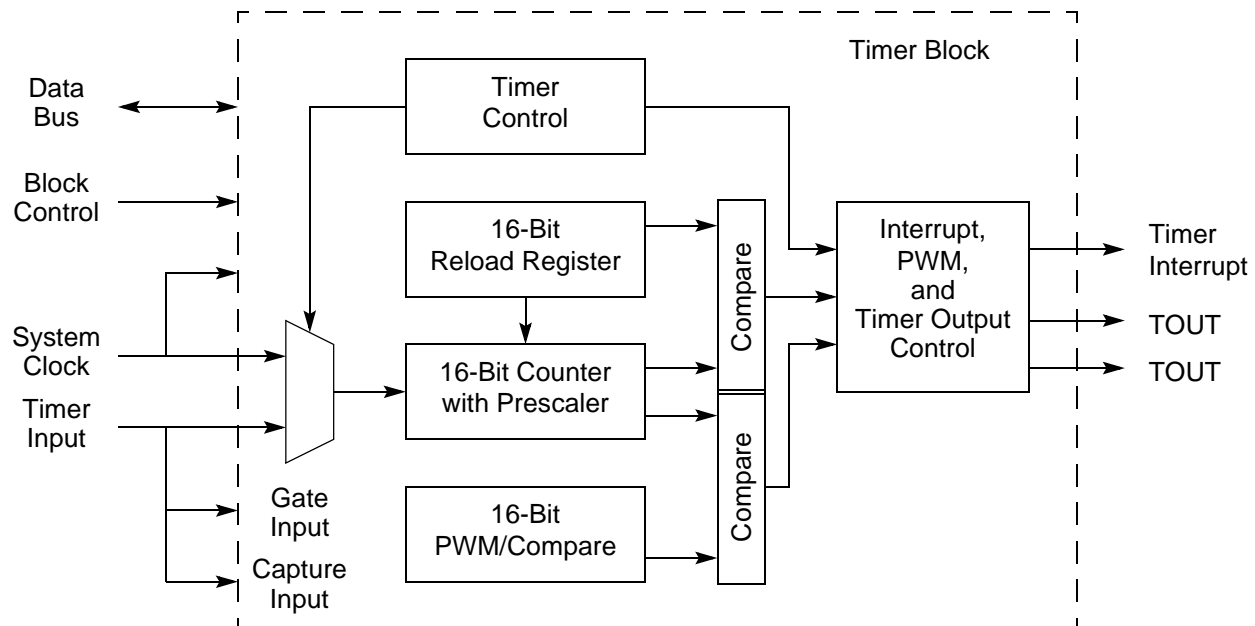 Timer Block
Data
Bus
Timer
Control
Block
Control
16-Bit
Reload Register
Compare
Interrupt,
PWM,
and
Timer Output
Control
Timer
Interrupt
System
Clock
16-Bit Counter
with Prescaler
TOUT
TOUT
Timer
Input
Compare
Gate
Input
16-Bit
PWM/Compare
Capture
Input